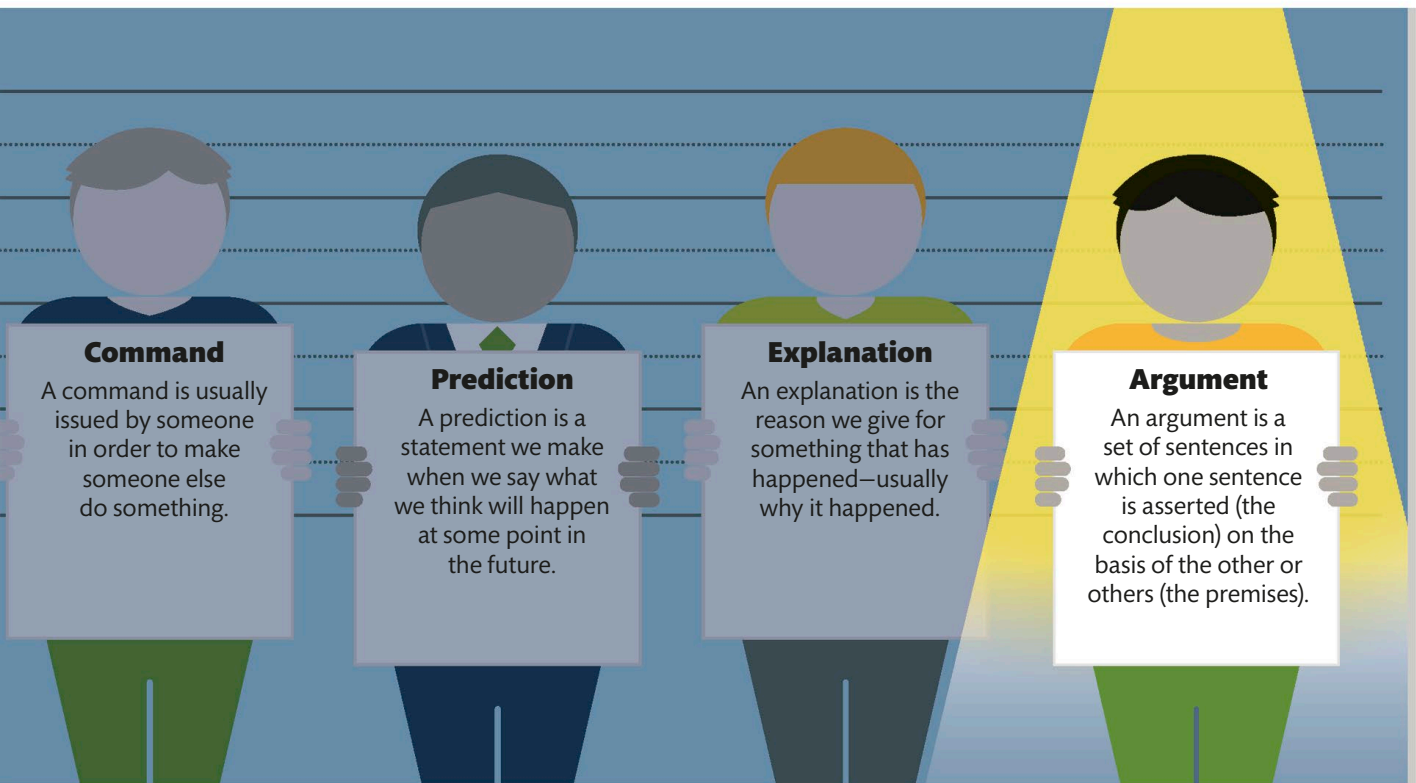 Command
A command is usually
issued by someone
in order to make
someone else
do something.
Prediction
A prediction is a
statement we make
when we say what
we think will happen
at some point in
the future.
Explanation
An explanation is the
reason we give for
something that has
happened—usually
why it happened.
Argument
An argument is a
set of sentences in
which one sentence
is asserted (the
conclusion) on the
basis of the other or
others (the premises).